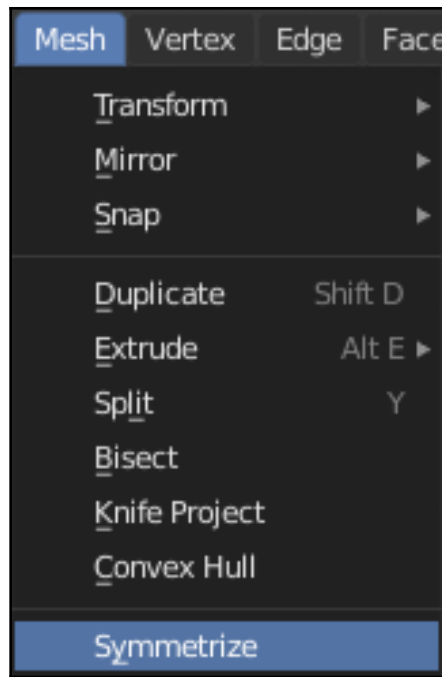 Mesh Vertex Edge Face
Transform
Mirror
Snap
Duplicate Shift D
Extrude Alt E
Split Y
Bisect
Knife Project
Convex Hull
Symmetrize